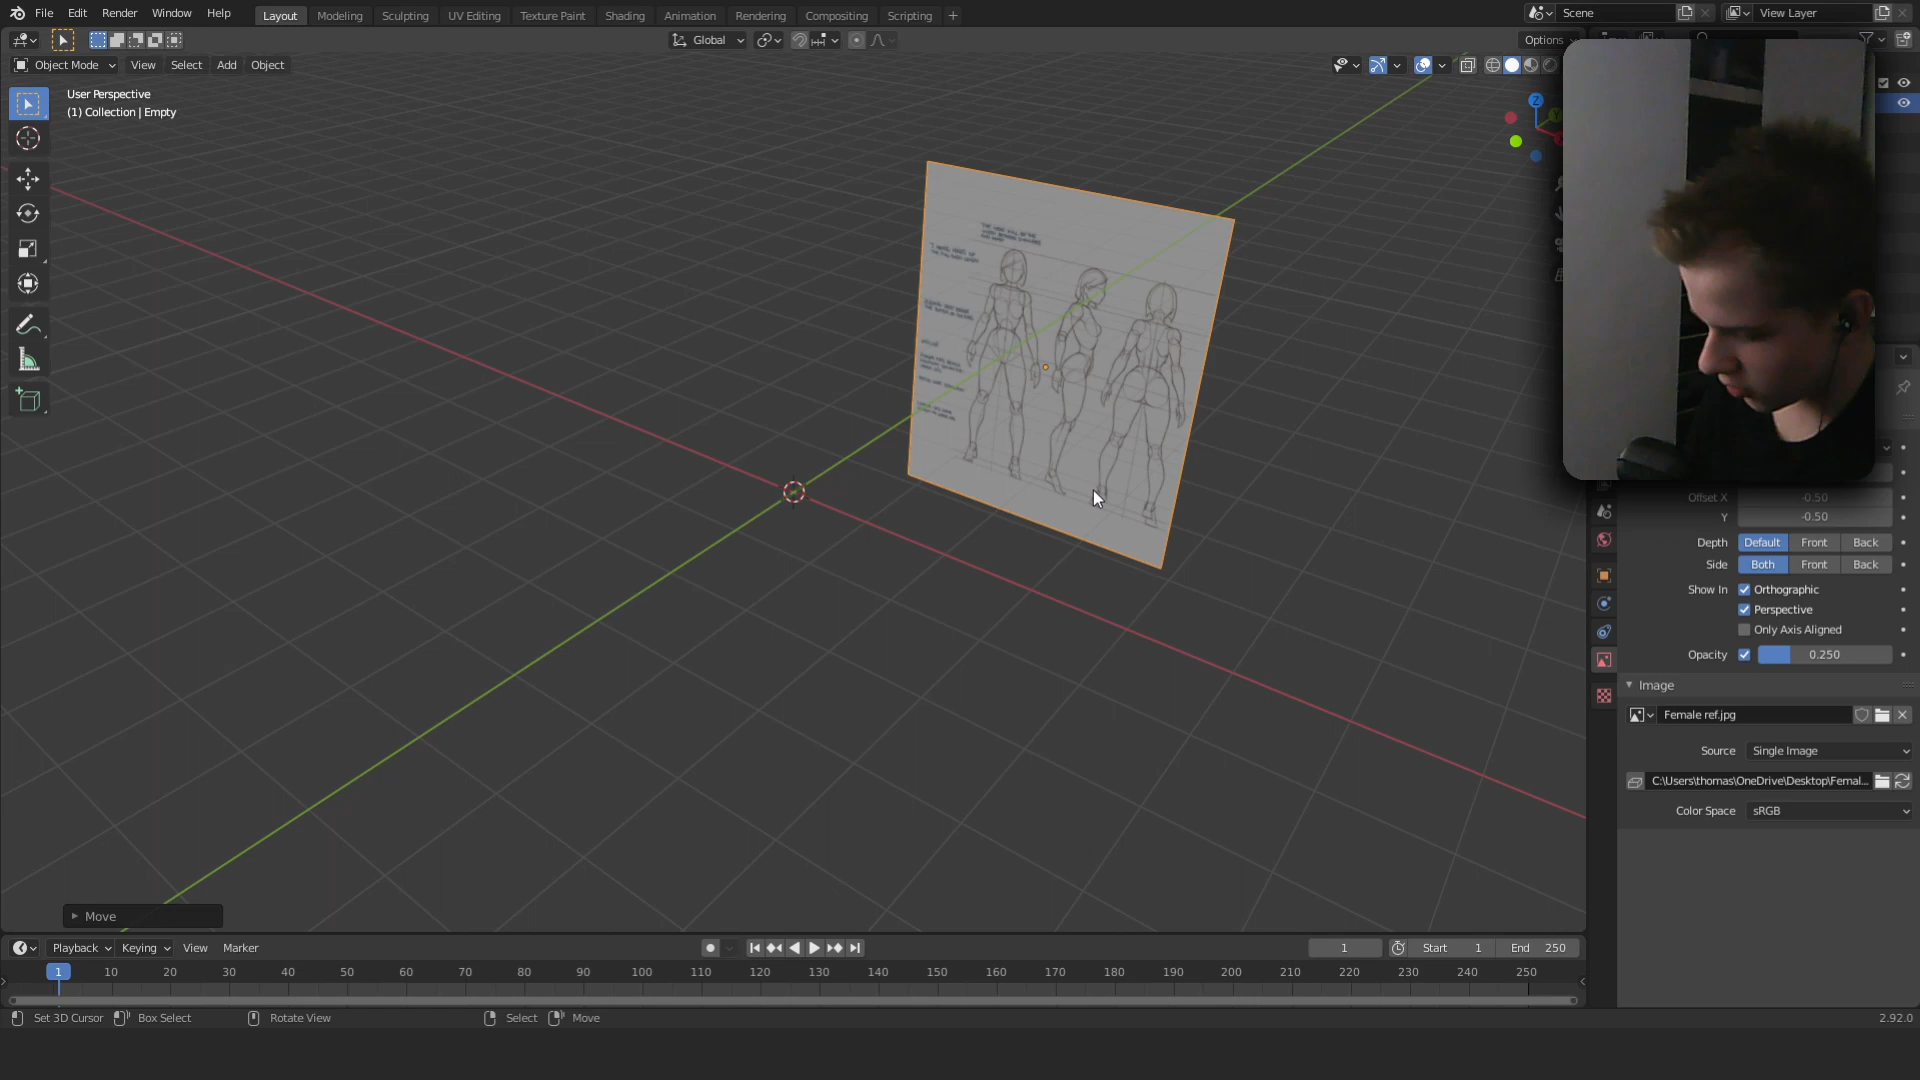 File Edit Render Window Help Layout Modeling Sculpting UV Editing Texture Paint Shading Animation Rendering Compositing Scripting + Scene View Layer
Global Options
Object Mode View Select Add Object
User Perspective
(1) Collection | Empty
Z
Offset X -0.50
Y -0.50
Depth Default Front Back
Side Both Front Back
Show In Orthographic
Perspective
Only Axis Aligned
Opacity 0.250
Image
Female ref.jpg
Source Single Image
C:\Users\thomas\OneDrive\Desktop\Femal...
Color Space sRGB
Move
Playback Keying View Marker 1 Start 1 End 250
1 10 20 30 40 50 60 70 80 90 100 110 120 130 140 150 160 170 180 190 200 210 220 230 240 250
Set 3D Cursor Box Select Rotate View Select Move 2.92.0